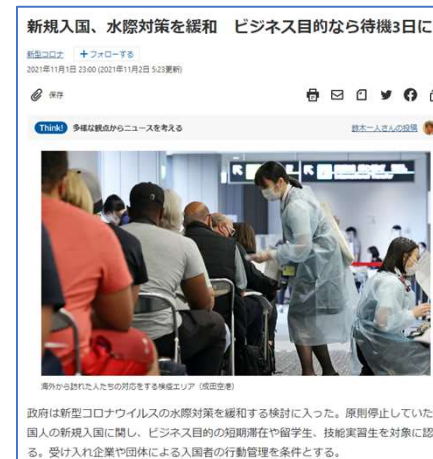 新規入国、水際対策を緩和 ビジネス目的なら待機3日に
新型コロナ +フォローする
2021年11月1日 23:00 (2021年11月2日 5:23更新)
保存
Think! 多様な観点からニュースを考える 鈴木一人さんの投稿
海外から訪れた人たちの対応をする検疫エリア（成田空港）
政府は新型コロナウイルスの水際対策を緩和する検討に入った。原則停止していた
国人の新規入国に関し、ビジネス目的の短期滞在や留学生、技能実習生を対象に認
る。受け入れ企業や団体による入国者の行動管理を条件とする。